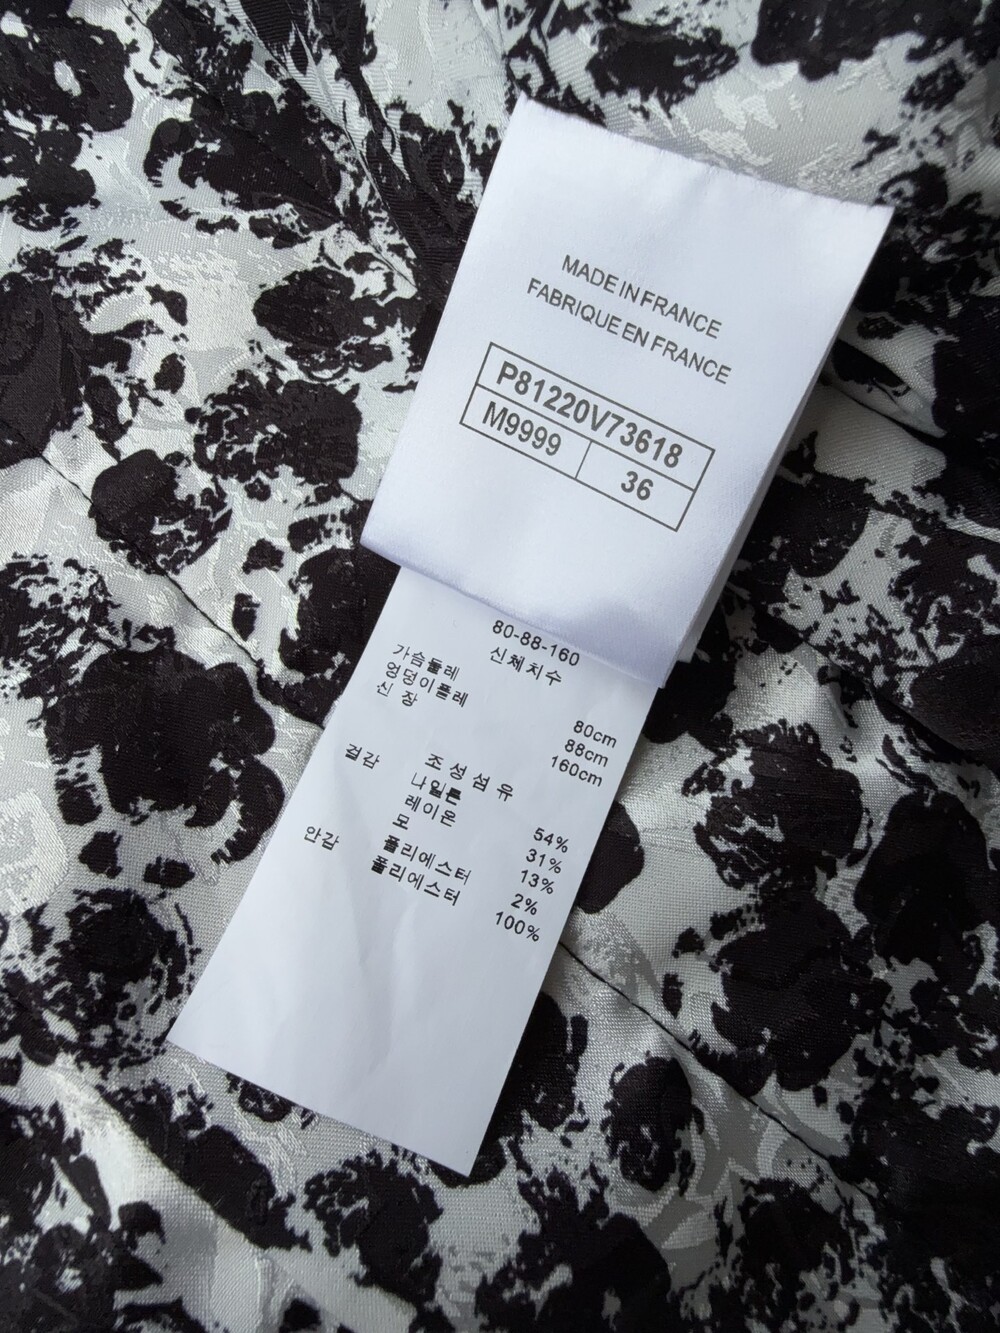 MADE IN FRANCE
FABRIQUE EN FRANCE
P81220V73618
M9999 36
80-88-160
신체치수
가슴둘레 80cm
엉덩이둘레 88cm
신 장 160cm
조성섬유
겉감 나일론 54%
레이온 31%
모 13%
폴리에스터 2%
안감 폴리에스터 100%